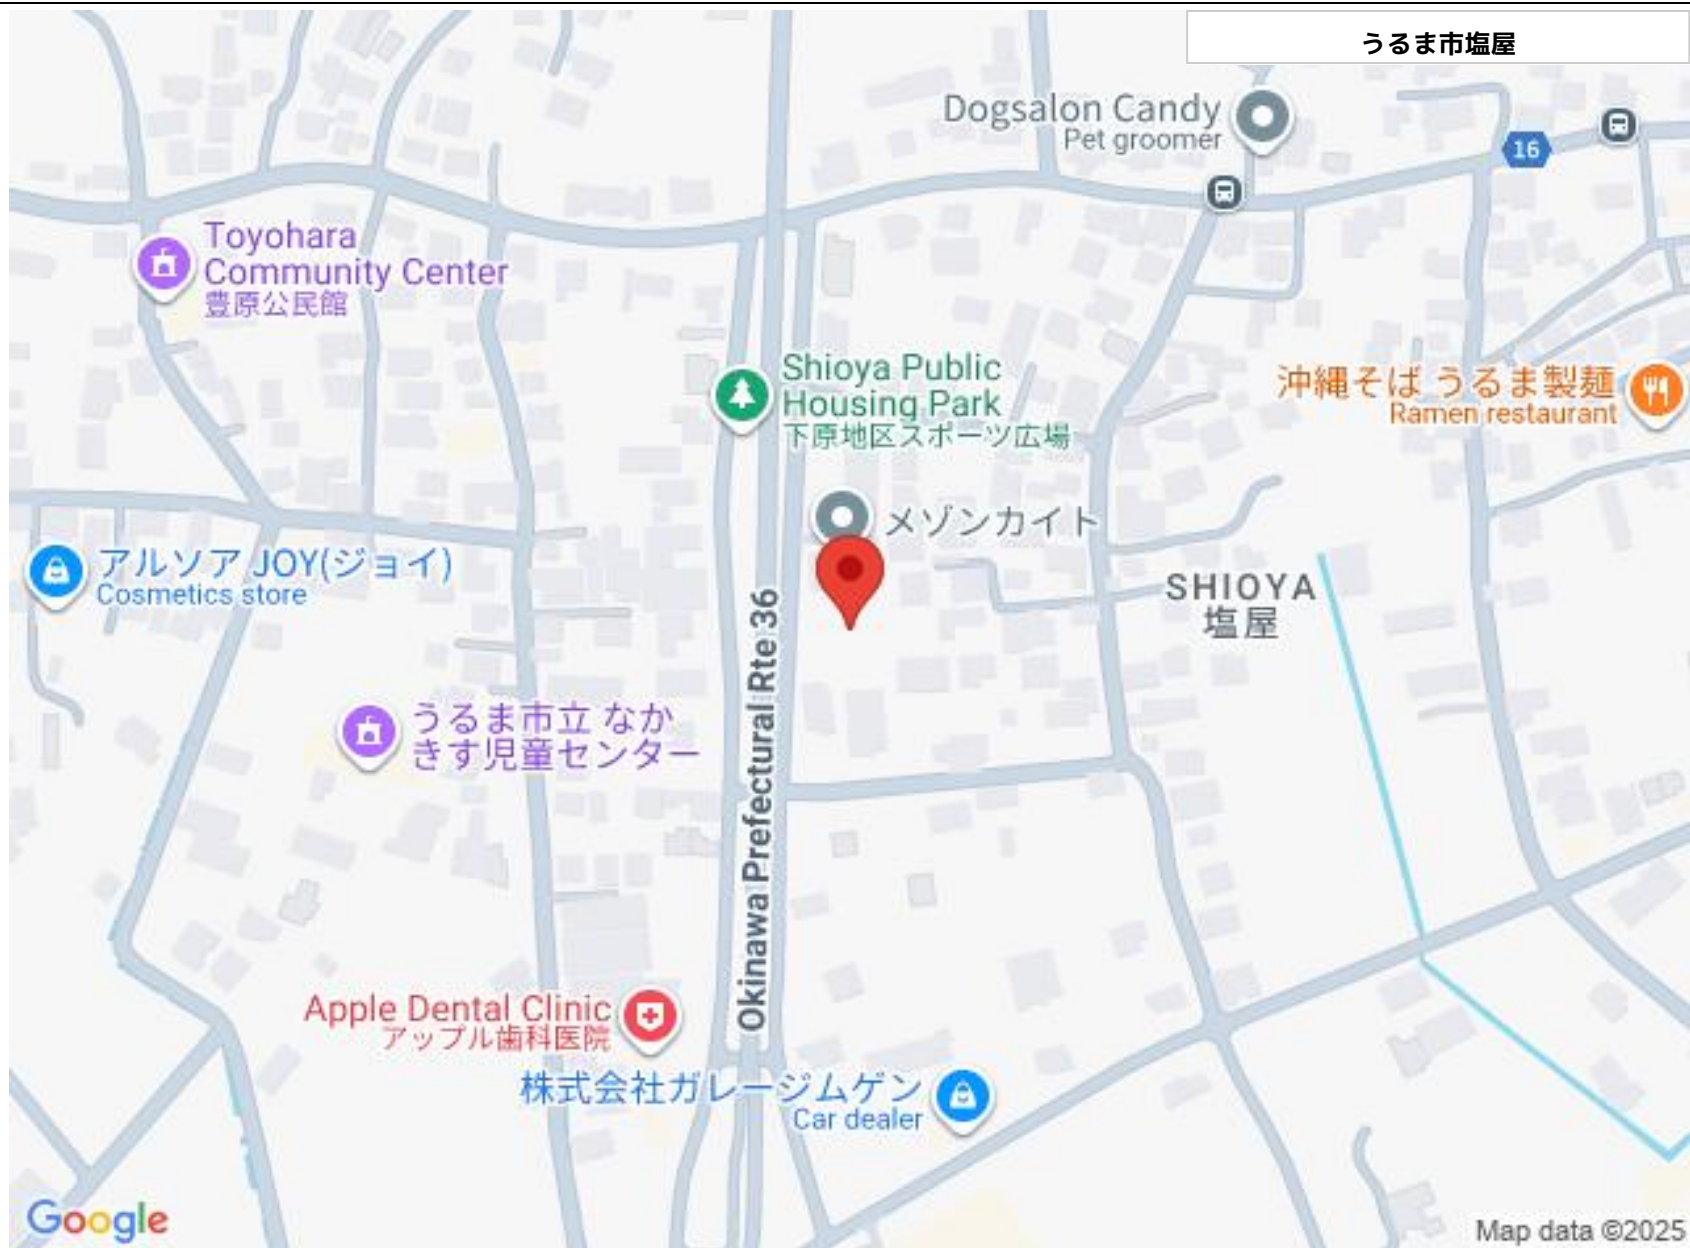 うるま市塩屋
Dogsalon Candy
Pet groomer
16
Toyohara
Community Center
豊原公民館
Shioya Public
Housing Park
下原地区スポーツ広場
沖縄そば うるま製麺
Ramen restaurant
メゾンカイト
アルソア JOY(ジョイ)
Cosmetics store
SHIOYA
塩屋
Okinawa Prefectural Rte 36
うるま市立 なか
きす児童センター
Apple Dental Clinic
アップル歯科医院
株式会社ガレージムゲン
Car dealer
Google
Map data ©2025